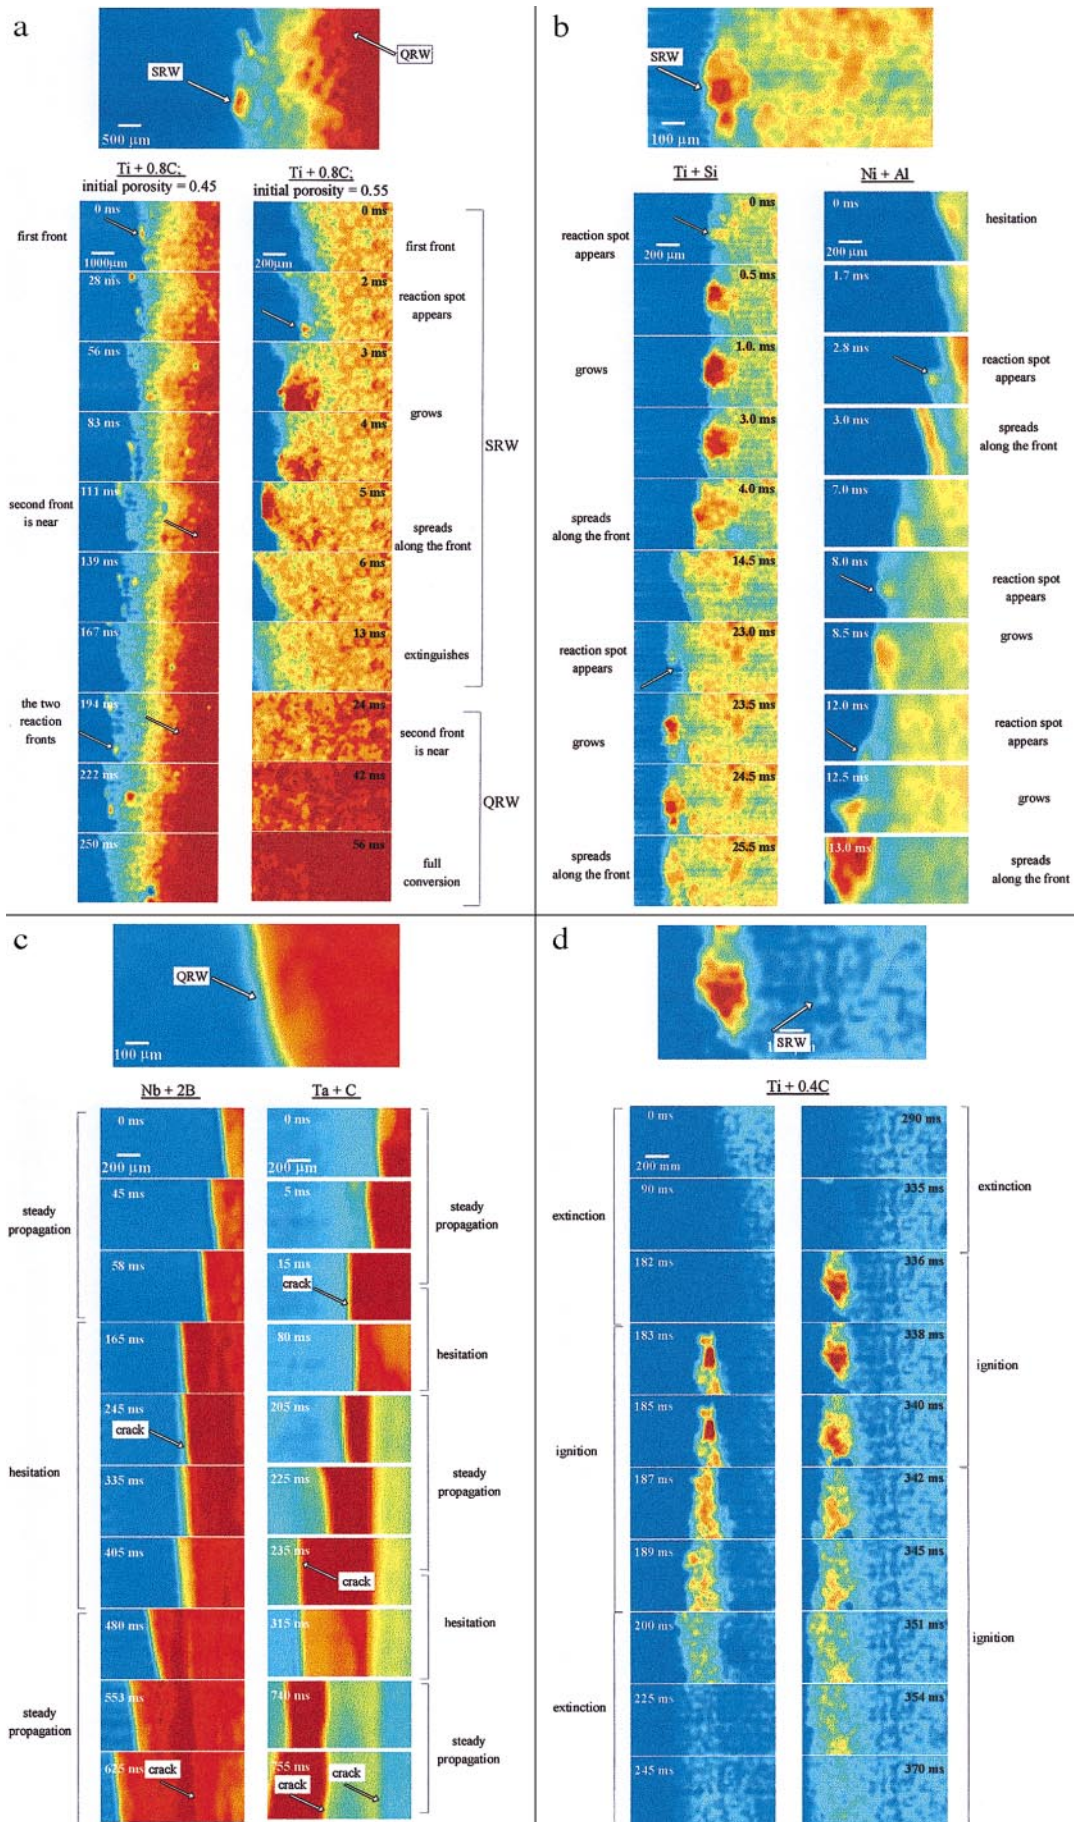 a
QRW
SRW
500 μm
Ti + 0.8C;
initial porosity = 0.45
Ti + 0.8C;
initial porosity = 0.55
first front
0 ms
1000μm
28 ms
56 ms
83 ms
second front
is near
111 ms
139 ms
167 ms
the two
reaction
fronts
194 ms
222 ms
250 ms
0 ms
200μm
first front
2 ms
reaction spot
appears
3 ms
grows
4 ms
5 ms
spreads
along the front
6 ms
13 ms
extinguishes
SRW
24 ms
second front
is near
42 ms
QRW
56 ms
full
conversion
b
SRW
100 μm
Ti + Si
Ni + Al
reaction spot
appears
0 ms
200 μm
0.5 ms
grows
1.0. ms
3.0 ms
spreads
along the front
4.0 ms
14.5 ms
reaction spot
appears
23.0 ms
grows
23.5 ms
24.5 ms
spreads
along the front
25.5 ms
0 ms
200 μm
hesitation
1.7 ms
2.8 ms
reaction spot
appears
3.0 ms
spreads
along the front
7.0 ms
8.0 ms
reaction spot
appears
8.5 ms
grows
12.0 ms
reaction spot
appears
12.5 ms
grows
13.0 ms
spreads
along the front
c
QRW
100 μm
Nb + 2B
Ta + C
0 ms
200 μm
steady
propagation
45 ms
58 ms
165 ms
hesitation
245 ms
crack
335 ms
405 ms
480 ms
steady
propagation
553 ms
625 ms
crack
0 ms
200 μm
5 ms
steady
propagation
15 ms
crack
80 ms
hesitation
205 ms
225 ms
steady
propagation
235 ms
crack
315 ms
hesitation
740 ms
steady
propagation
755 ms
crack
crack
d
SRW
Ti + 0.4C
0 ms
200 mm
extinction
90 ms
182 ms
183 ms
ignition
185 ms
187 ms
189 ms
200 ms
extinction
225 ms
245 ms
290 ms
extinction
335 ms
336 ms
338 ms
ignition
340 ms
342 ms
345 ms
351 ms
ignition
354 ms
370 ms